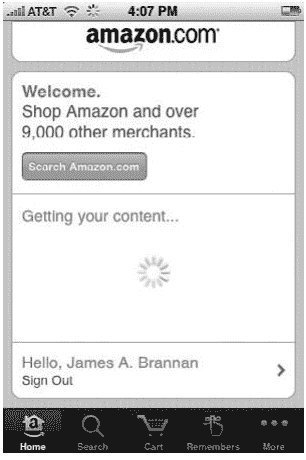 AT&T 4:07 PM
amazon.com
Welcome.
Shop Amazon and over
9,000 other merchants.
Search Amazon.com
Getting your content...
Hello, James A. Brannan
Sign Out
Home Search Cart Remembers More